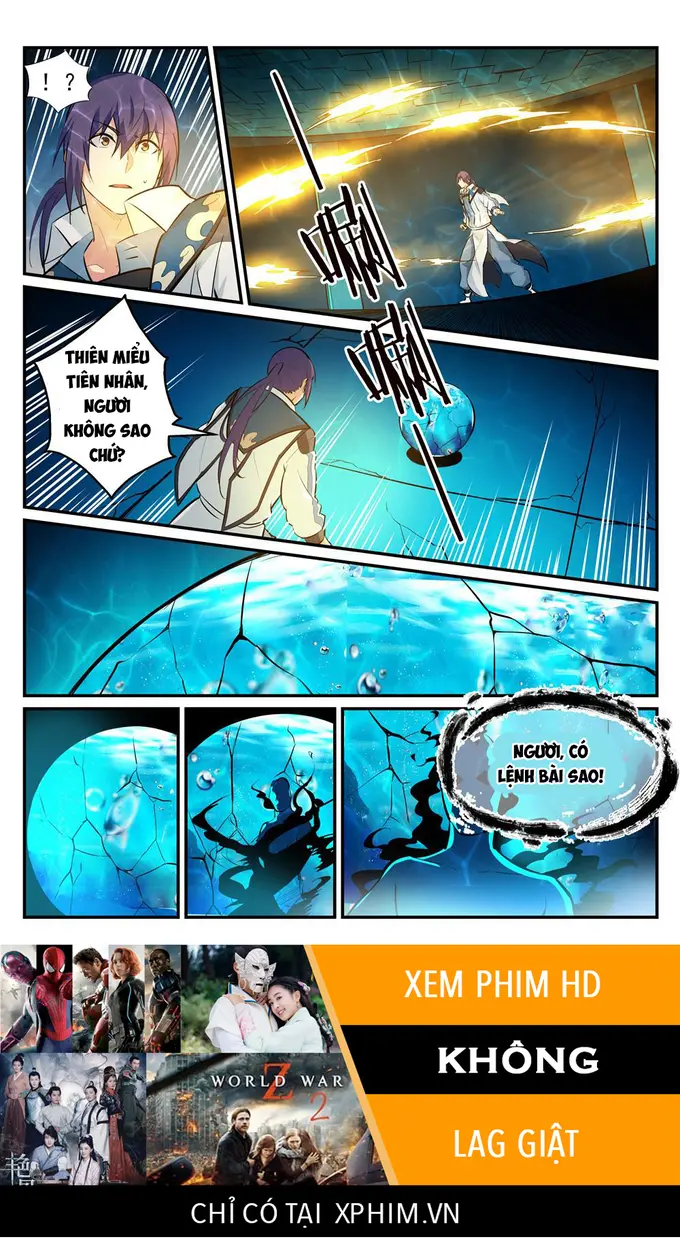 ！？
THIÊN MIỂU
TIÊN NHÂN,
NGƯƠI
KHÔNG SAO
CHỨ?
NGƯƠI, CÓ
LỆNH BÀI SAO!
XEM PHIM HD
KHÔNG
LAG GIẬT
WORLD WAR
Z
2
CHỈ CÓ TẠI XPHIM.VN